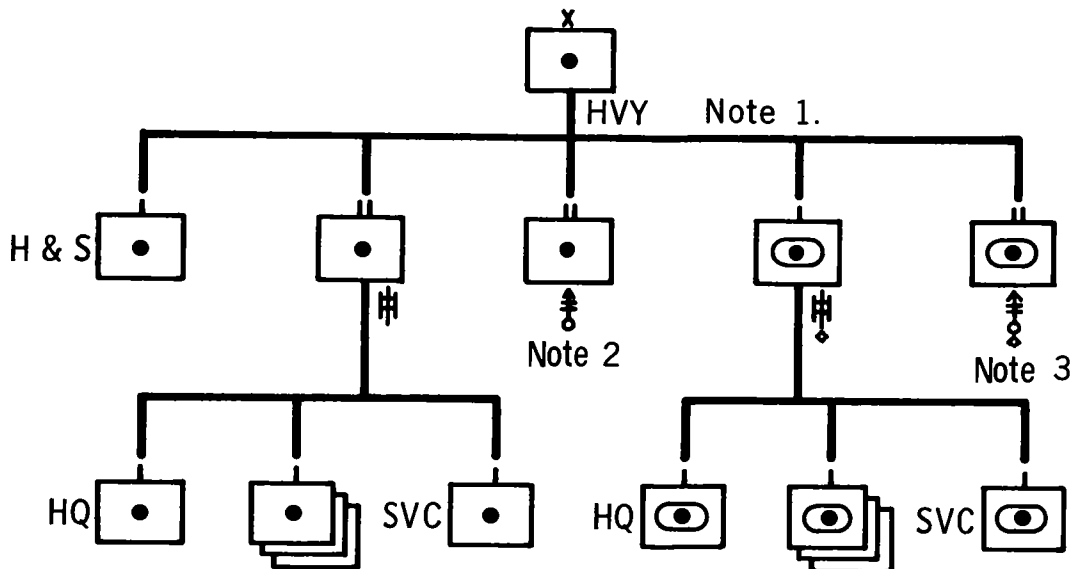 X
HVY Note 1.
H & S
Note 2
Note 3
HQ
SVC
HQ
SVC